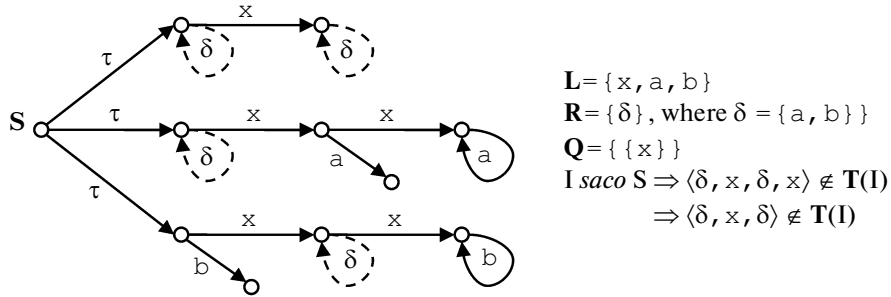 x
δ δ
τ
S τ x x
δ a a
τ
x x
b δ b
L={x,a,b}
R={δ}, where δ={a,b}}
Q={{x}}
I saco S ⇒ ⟨δ,x,δ,x⟩ ∉ T(I)
⇒ ⟨δ,x,δ⟩ ∉ T(I)